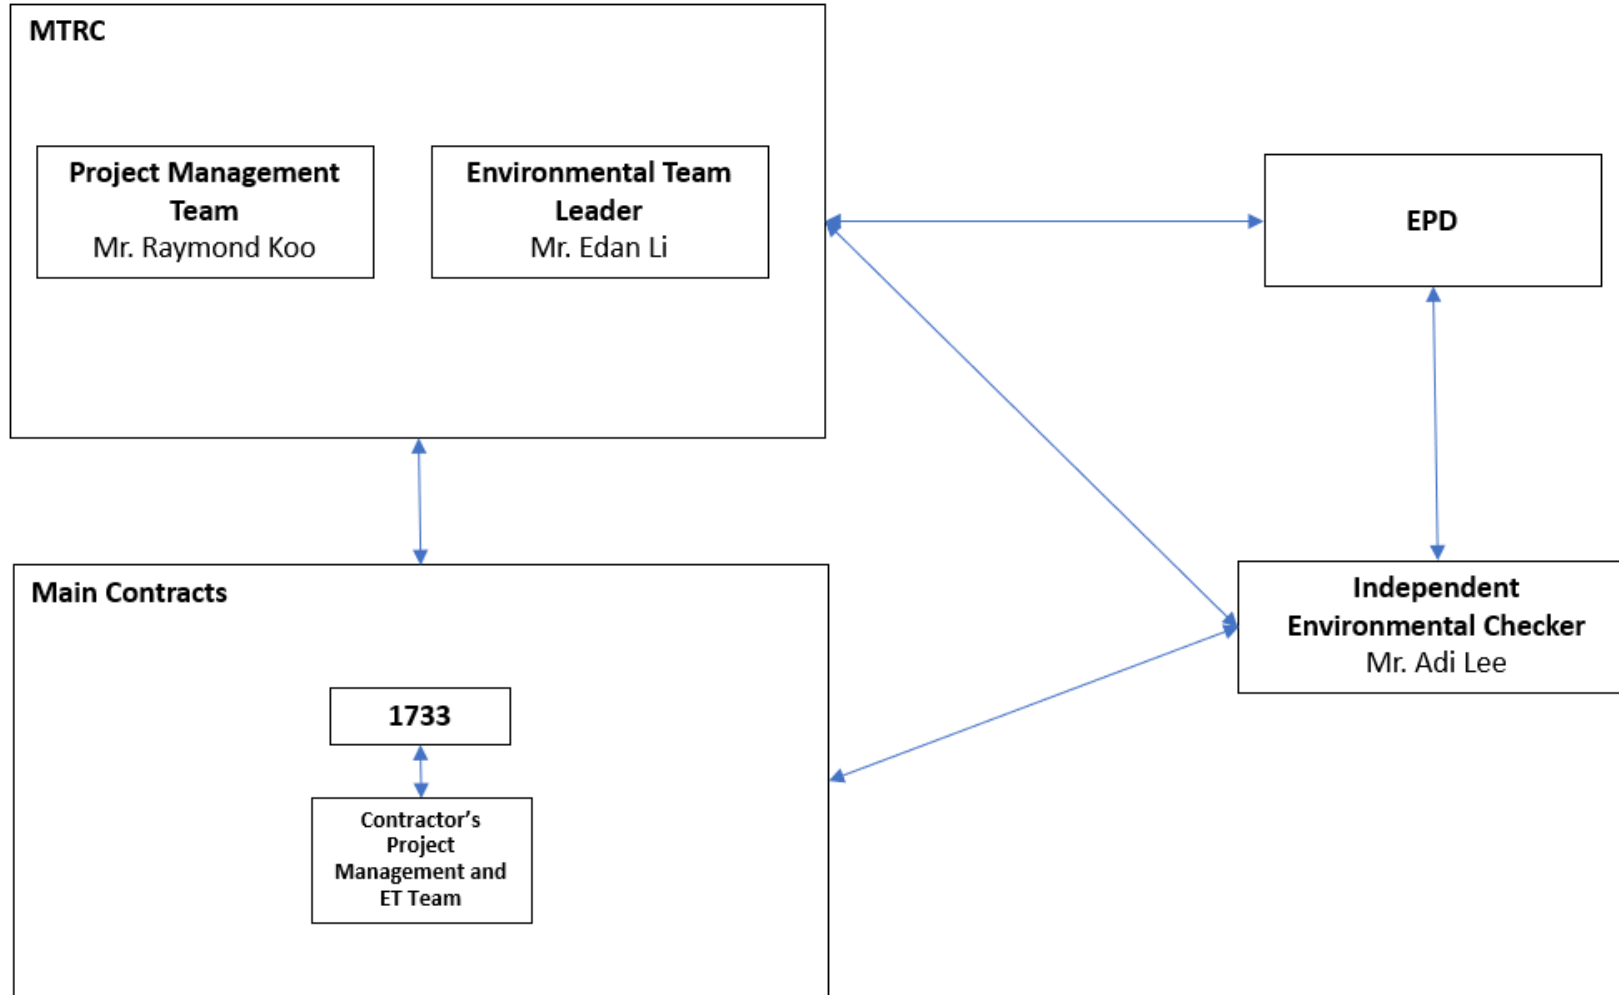 MTRC
Project Management
Team
Mr. Raymond Koo
Environmental Team
Leader
Mr. Edan Li
EPD
Independent
Environmental Checker
Mr. Adi Lee
Main Contracts
1733
Contractor’s
Project
Management and
ET Team